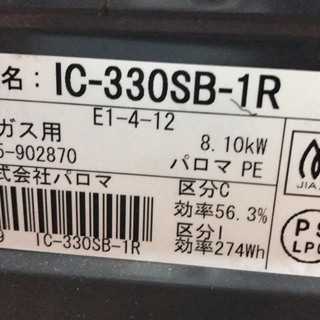 名: IC-330SB-1R
E1-4-12
ガス用 8.10kW
5-902870 パロマ PE
式会社パロマ 区分C
効率56.3%
区分I
9 IC-330SB-1R 効率274Wh
JIA
PS
LPG